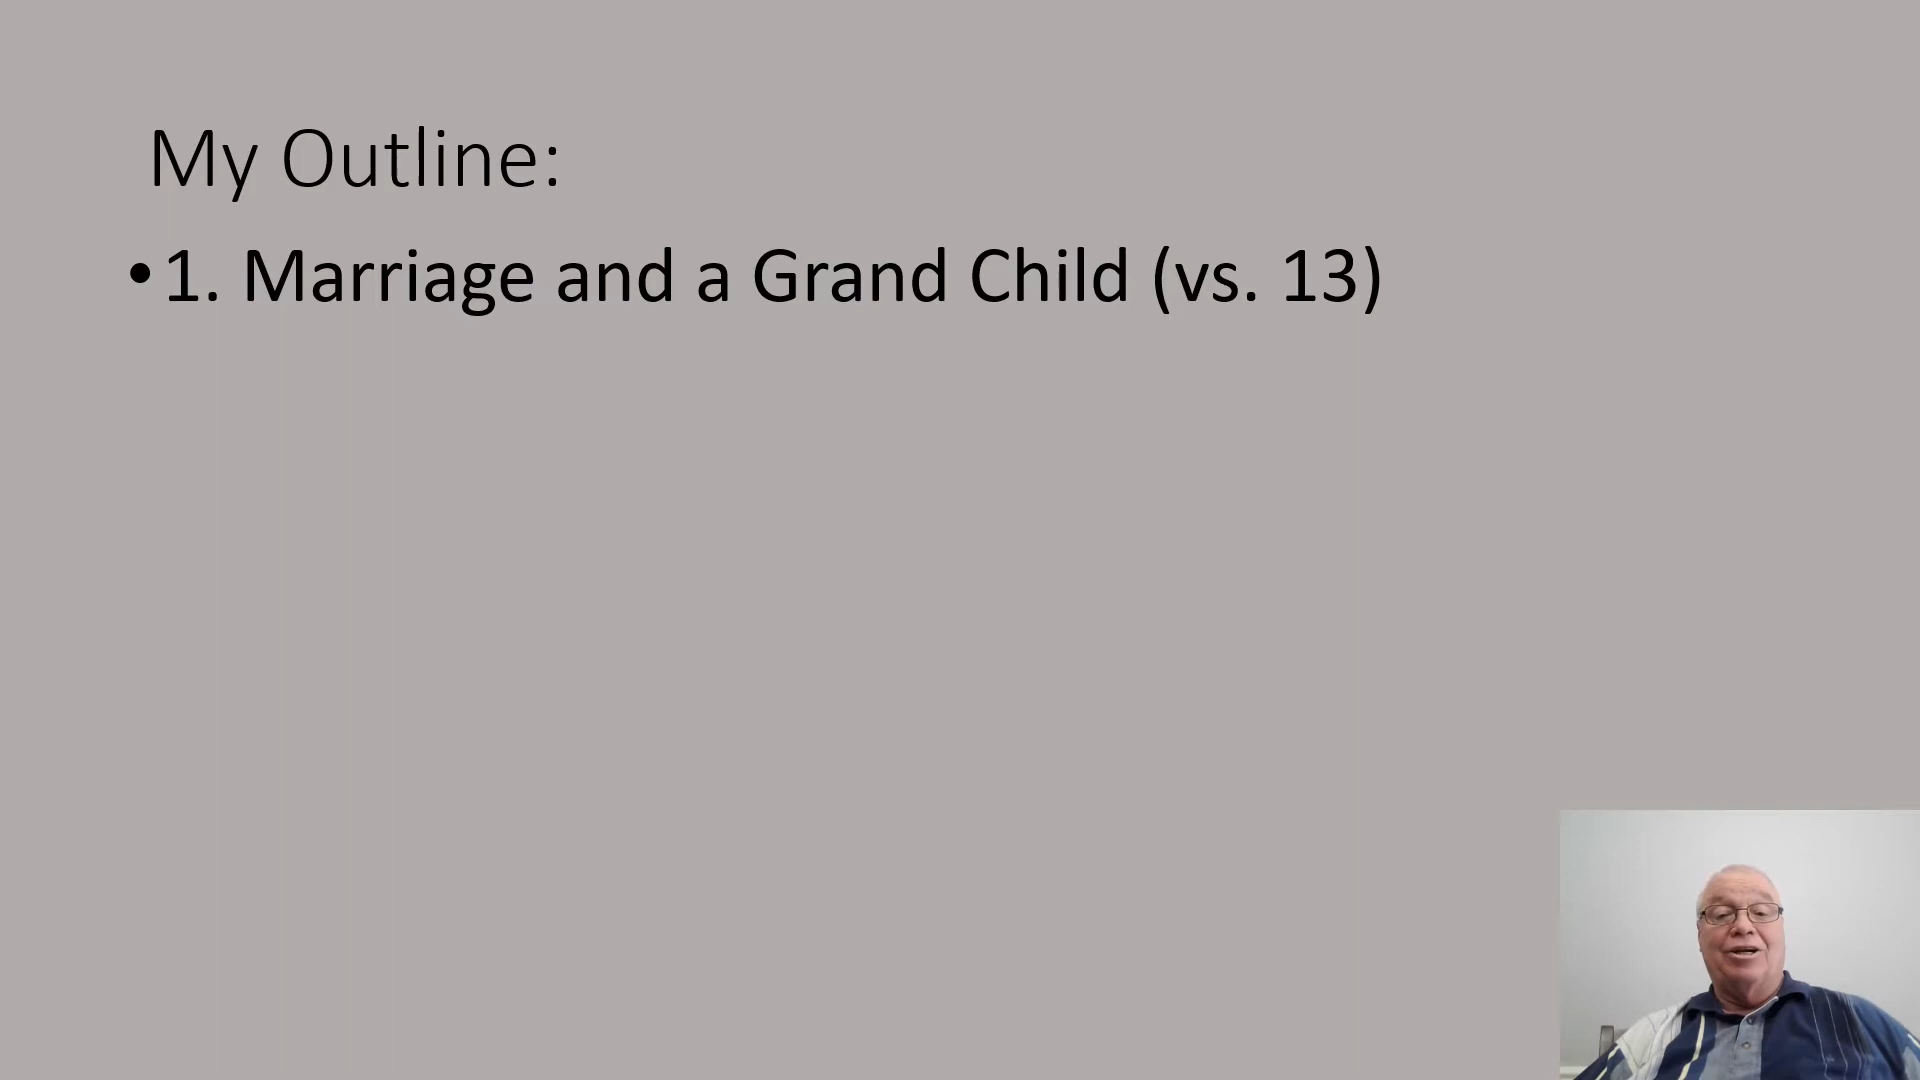 My Outline:
•1. Marriage and a Grand Child (vs. 13)